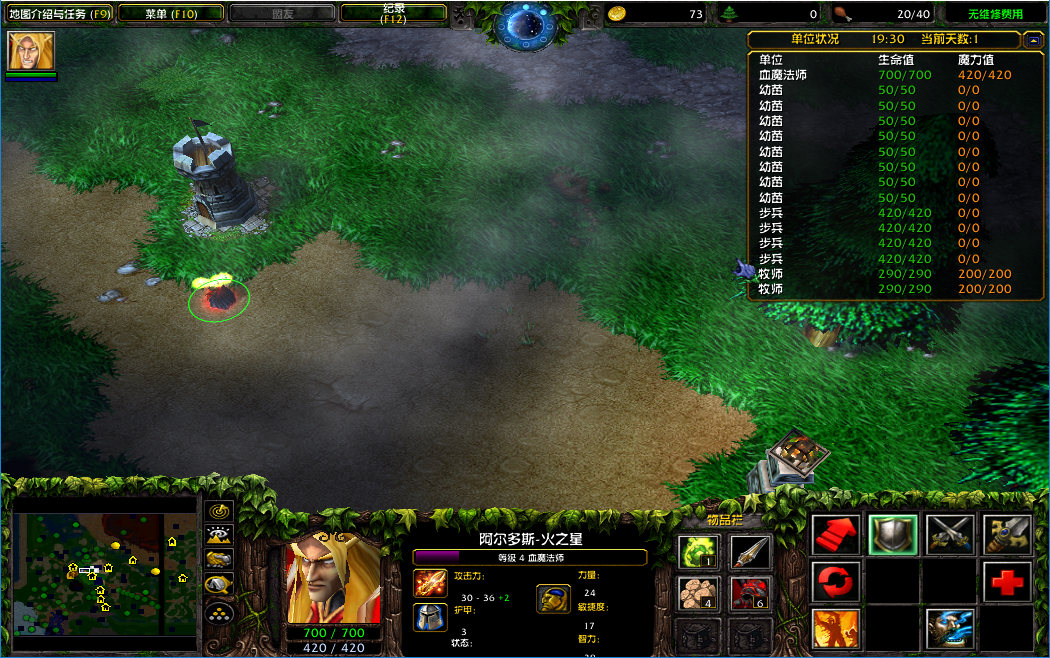 地图介绍与任务 (F9)
菜单 (F10)
盟友
纪录
(F12)
73
0
20/40
无维修费用
单位状况 19:30 当前天数:1
单位 生命值 魔力值
血魔法师 700/700 420/420
幼苗 50/50 0/0
幼苗 50/50 0/0
幼苗 50/50 0/0
幼苗 50/50 0/0
幼苗 50/50 0/0
幼苗 50/50 0/0
幼苗 50/50 0/0
幼苗 50/50 0/0
步兵 420/420 0/0
步兵 420/420 0/0
步兵 420/420 0/0
步兵 420/420 0/0
牧师 290/290 200/200
牧师 290/290 200/200
阿尔多斯-火之星
等级 4 血魔法师
攻击力:
30 - 36 +2
护甲:
3
状态:
力量:
24
敏捷度:
17
智力:
700 / 700
420 / 420
物品栏
1
4
6